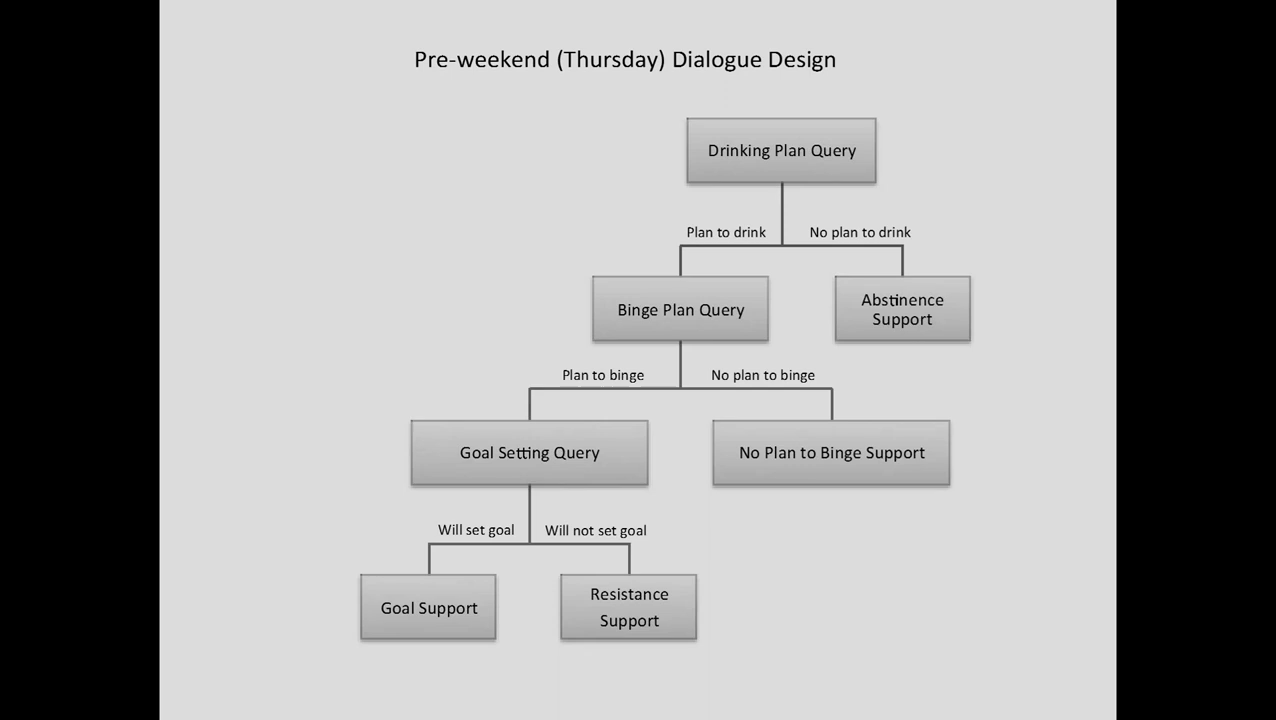 Pre-weekend (Thursday) Dialogue Design
Drinking Plan Query
Plan to drink
No plan to drink
Binge Plan Query
Abstinence
Support
Plan to binge
No plan to binge
Goal Setting Query
No Plan to Binge Support
Will set goal
Will not set goal
Goal Support
Resistance
Support